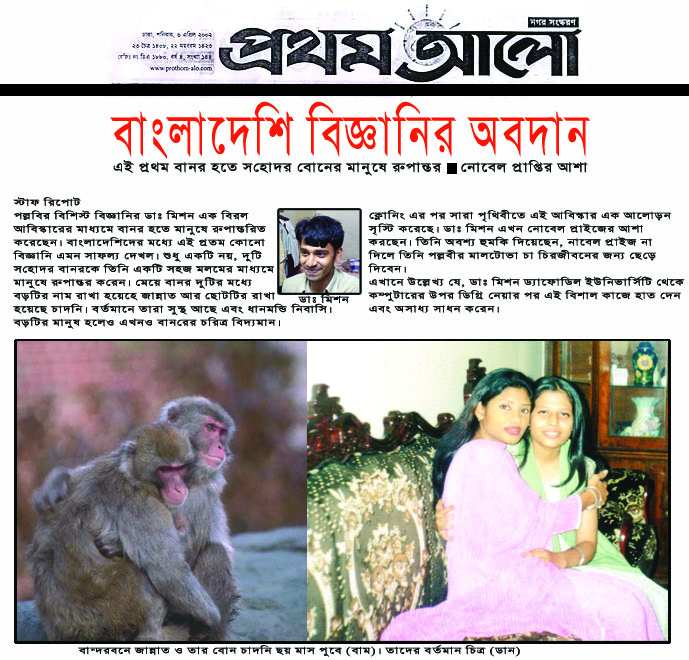 ঢাকা, শনিবার, ৬ এপ্রিল ২০০২
নগর সংস্করণ
২৩ চৈত্র ১৪০৮, ২২ মহররম ১৪২৩
রেজিঃ নং ডিএ ১৮৮০, বর্ষ ৪, সংখ্যা ১৪৪
www.prothom-alo.com
প্রথম আলো
বাংলাদেশি বিজ্ঞানির অবদান
এই প্রথম বানর হতে সহোদর বোনের মানুষে রুপান্তর ■ নোবেল প্রাপ্তির আশা
স্টাফ রিপোট
পল্লবির বিশিস্ট বিজ্ঞানির ডাঃ মিশন এক বিরল
আবিস্কারের মাধ্যমে বানর হতে মানুষে রুপান্তরিত
করেছেন। বাংলাদেশিদের মধ্যে এই প্রতম কোনো
বিজ্ঞানি এমন সাফল্য দেখল। শুধু একটি নয়, দুটি
সহোদর বানরকে তিনি একটি সহজ মলমের মাধ্যমে
মানুষে রুপান্তর করেন। মেয়ে বানর দুটির মধ্যে
বড়টির নাম রাখা হয়েহে জান্নাত আর ছোটটির রাখা
হয়েছে চাদনি। বর্তমানে তারা সুস্থ আছে এবং ধানমন্ডি নিবাসি।
বড়টির মানুষ হলেও এখনও বানরের চরিত্র বিদ্যমান।
ডাঃ মিশন
ক্লোনিং এর পর সারা পৃথিবীতে এই আবিস্কার এক আলোড়ন
সৃস্টি করেছে। ডাঃ মিশন এখন নোবেল প্রাইজের আশা
করছেন। তিনি অবশ্য হুমকি দিয়েছেন, নাবেল প্রাইজ না
দিলে তিনি পল্লবীর মালটোভা চা চিরজীবনের জন্য ছেড়ে
দিবেন।
এখানে উল্লেখ্য যে, ডাঃ মিশন ড্যাফোডিল ইউনিভার্সিটি থেকে
কম্পুটারের উপর ডিগ্রি নেয়ার পর এই বিশাল কাজে হাত দেন
এবং অসাধ্য সাধন করেন।
বান্দরবনে জান্নাত ও তার বোন চাদনি ছয় মাস পুবে (বাম)। তাদের বর্তমান চিত্র (ডান)